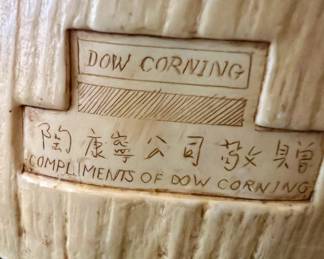 DOW CORNING
陶康寧公司敬贈
COMPLIMENTS OF DOW CORNING